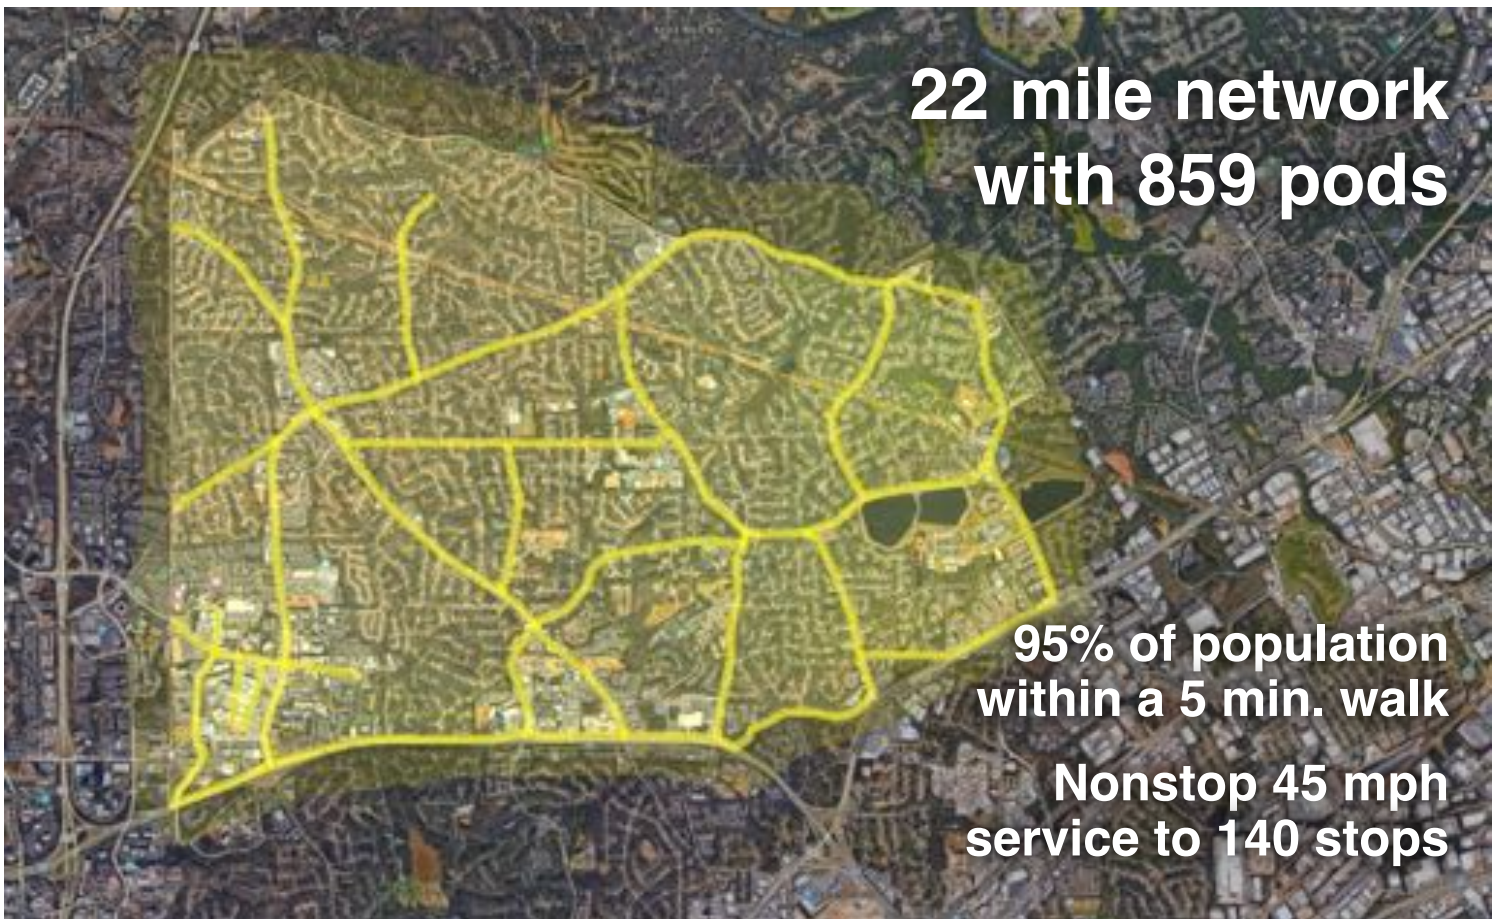 22 mile network
with 859 pods
95% of population
within a 5 min. walk
Nonstop 45 mph
service to 140 stops